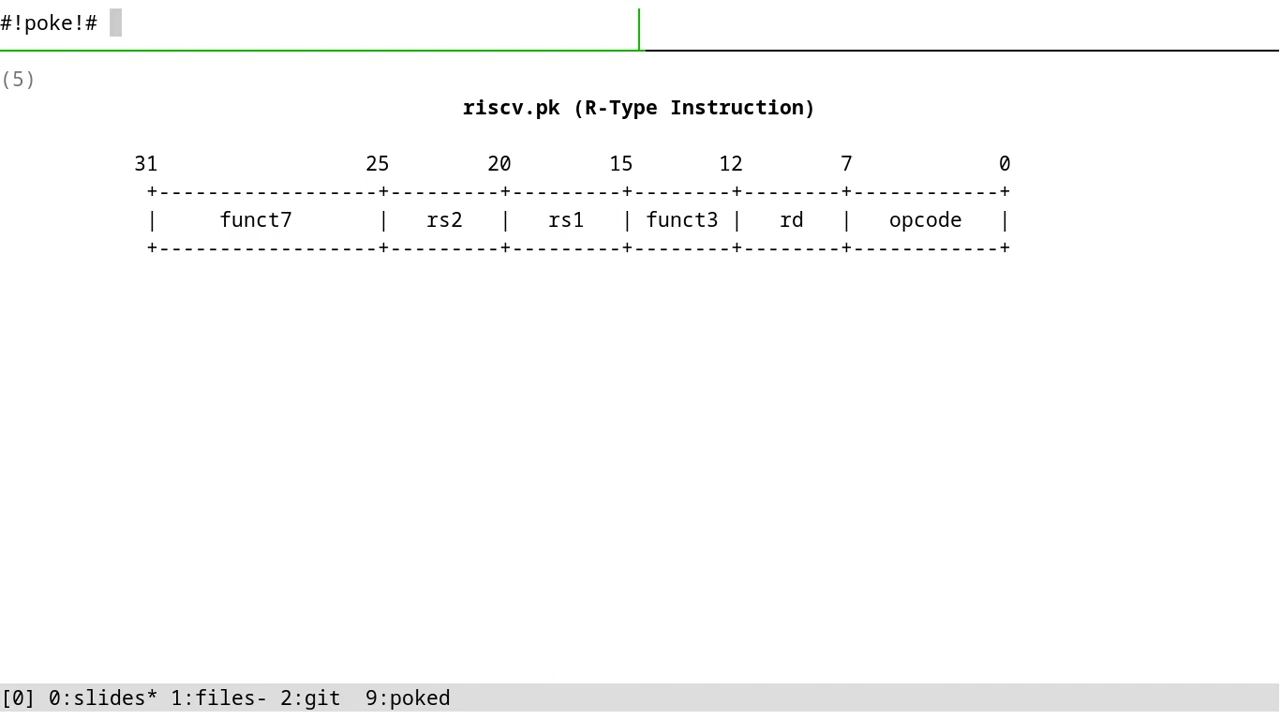 #!poke!#
(5)
riscv.pk (R-Type Instruction)
31                 25        20        15       12       7            0
+------------------+---------+---------+--------+--------+------------+
|     funct7       |   rs2   |   rs1   | funct3 |   rd   |   opcode   |
+------------------+---------+---------+--------+--------+------------+
[0] 0:slides* 1:files- 2:git  9:poked